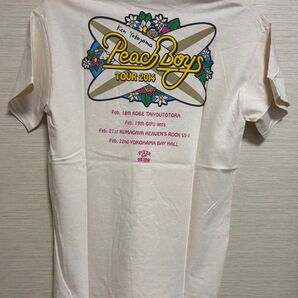 Ken Yokoyama
Peach Boys
TOUR 2014
Feb. 18th KOBE TAIYOUTOTORA
Feb. 19th GIFU ants
Feb. 21st KUMAGAYA HEAVEN'S ROCK VJ-1
Feb. 22nd YOKOHAMA BAY HALL